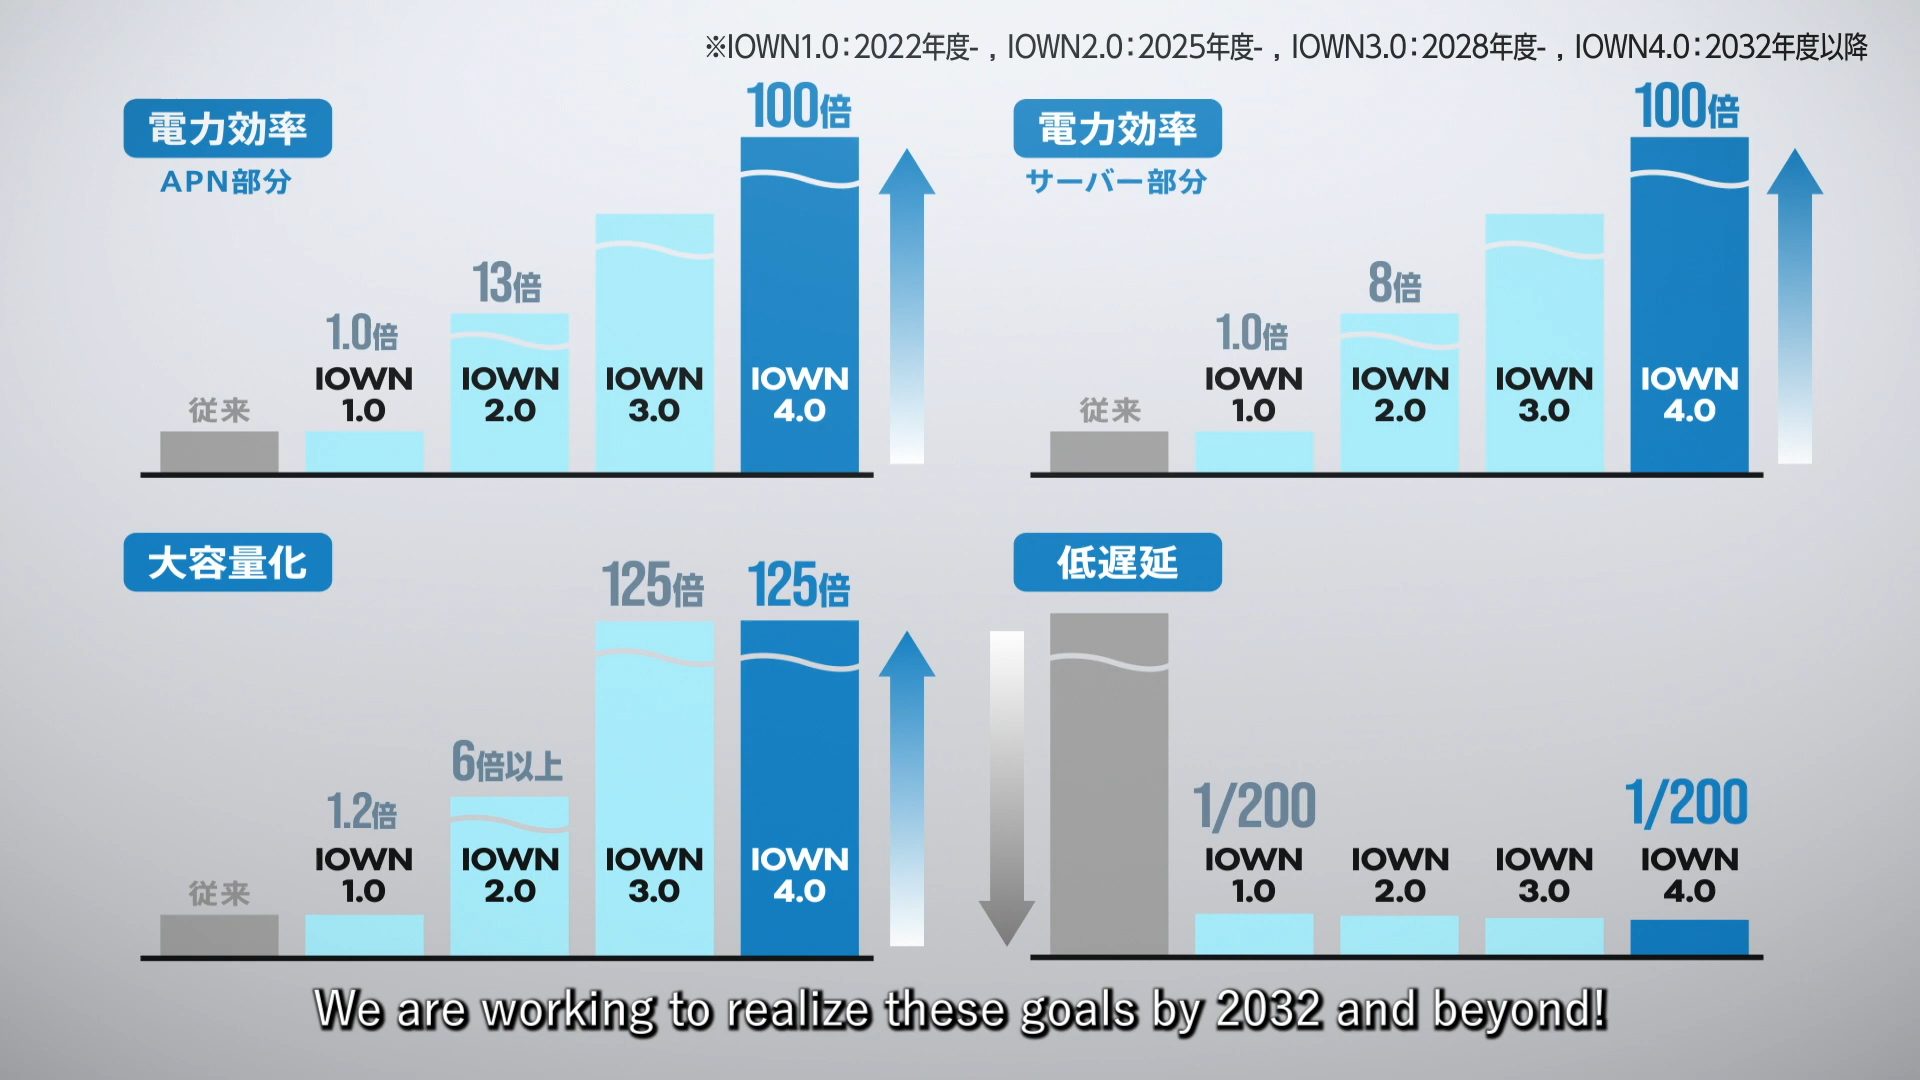 ※IOWN1.0：2022年度- , IOWN2.0：2025年度- , IOWN3.0：2028年度- , IOWN4.0：2032年度以降
電力効率
APN部分
従来
1.0倍
IOWN
1.0
13倍
IOWN
2.0
IOWN
3.0
100倍
IOWN
4.0
電力効率
サーバー部分
従来
1.0倍
IOWN
1.0
8倍
IOWN
2.0
IOWN
3.0
100倍
IOWN
4.0
大容量化
従来
1.2倍
IOWN
1.0
6倍以上
IOWN
2.0
125倍
IOWN
3.0
125倍
IOWN
4.0
低遅延
1/200
IOWN
1.0
IOWN
2.0
IOWN
3.0
1/200
IOWN
4.0
We are working to realize these goals by 2032 and beyond!